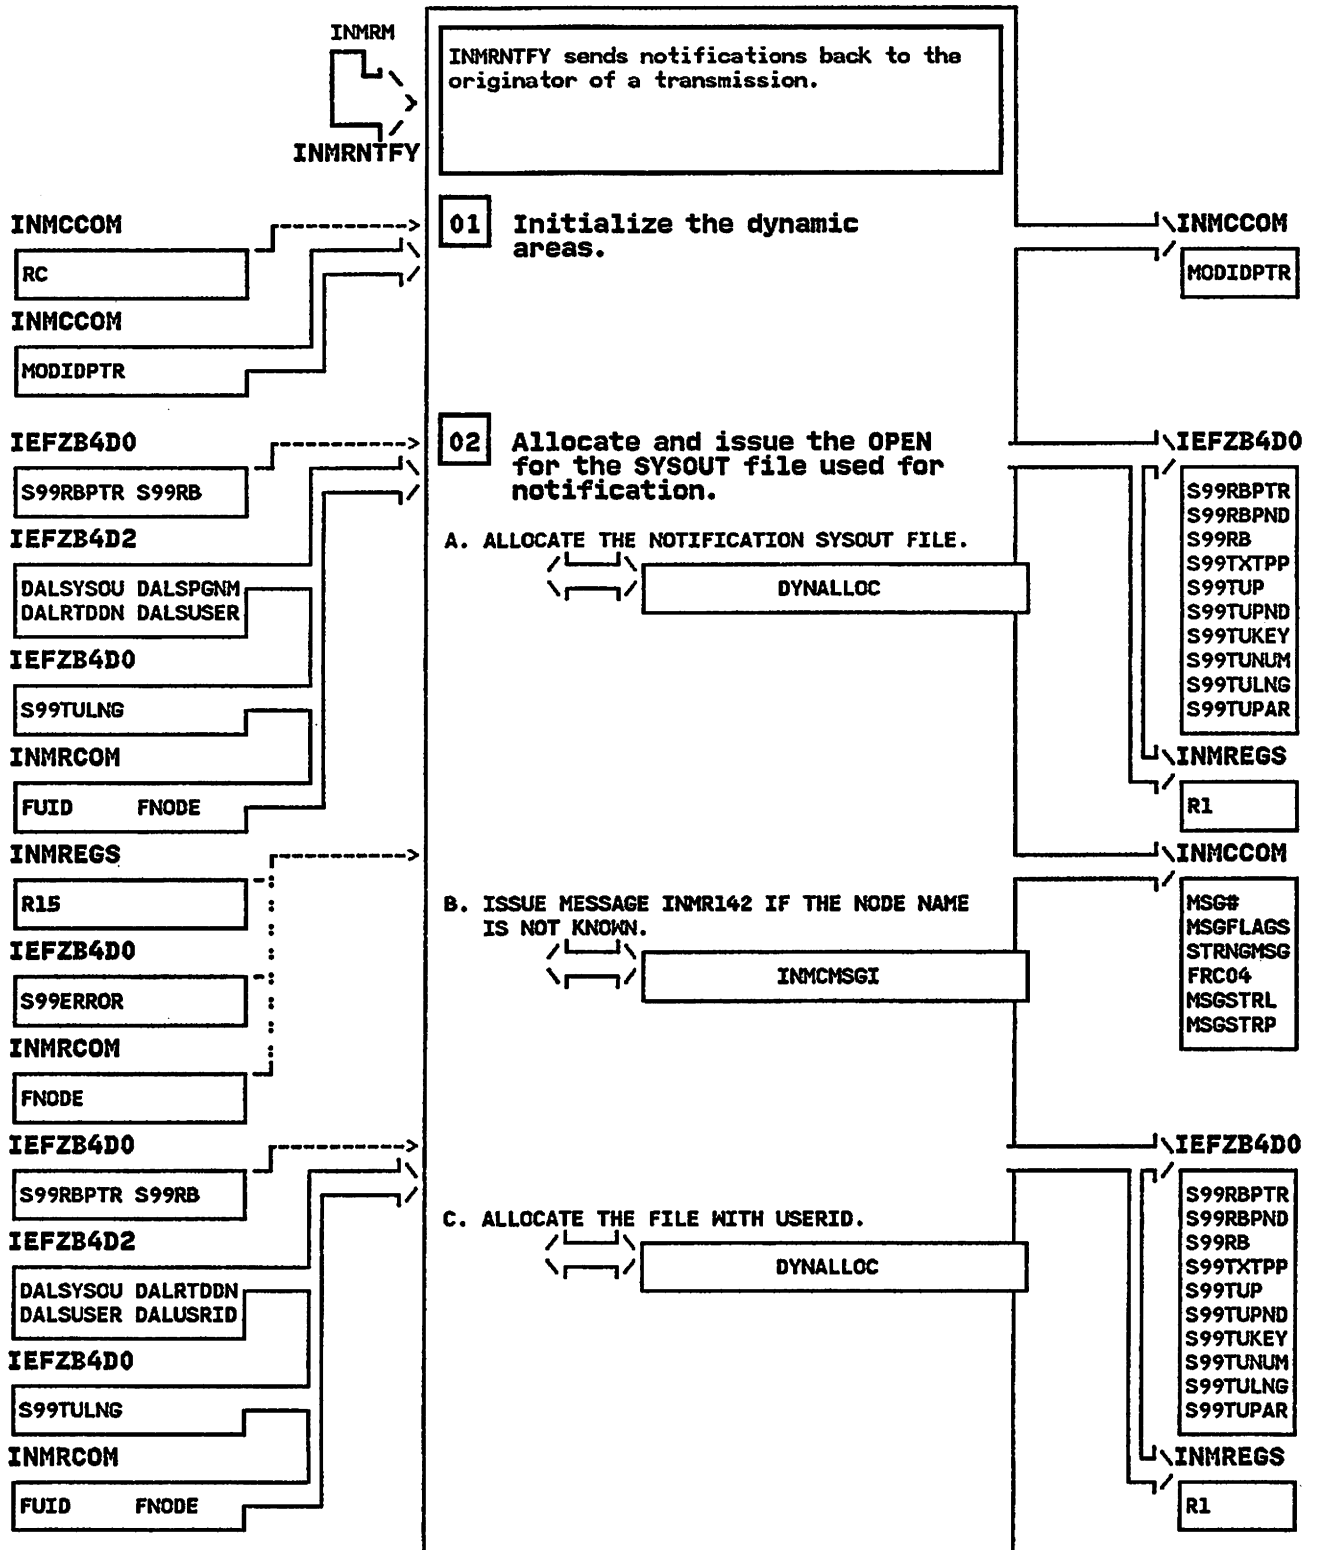 INMRM
INMRNTFY sends notifications back to the
originator of a transmission.
INMRNTFY
INMCCOM
RC
INMCCOM
MODIDPTR
01 Initialize the dynamic
areas.
INMCCOM
MODIDPTR
IEFZB4D0
S99RBPTR S99RB
IEFZB4D2
DALSYSOU DALSPGNM
DALRTDDN DALSUSER
IEFZB4D0
S99TULNG
INMRCOM
FUID FNODE
02 Allocate and issue the OPEN
for the SYSOUT file used for
notification.
A. ALLOCATE THE NOTIFICATION SYSOUT FILE.
DYNALLOC
IEFZB4D0
S99RBPTR
S99RBPND
S99RB
S99TXTPP
S99TUP
S99TUPND
S99TUKEY
S99TUNUM
S99TULNG
S99TUPAR
INMREGS
R1
INMREGS
R15
IEFZB4D0
S99ERROR
INMRCOM
FNODE
B. ISSUE MESSAGE INMR142 IF THE NODE NAME
IS NOT KNOWN.
INMCMSGI
INMCCOM
MSG#
MSGFLAGS
STRNGMSG
FRC04
MSGSTRL
MSGSTRP
IEFZB4D0
S99RBPTR S99RB
IEFZB4D2
DALSYSOU DALRTDDN
DALSUSER DALUSRID
IEFZB4D0
S99TULNG
INMRCOM
FUID FNODE
C. ALLOCATE THE FILE WITH USERID.
DYNALLOC
IEFZB4D0
S99RBPTR
S99RBPND
S99RB
S99TXTPP
S99TUP
S99TUPND
S99TUKEY
S99TUNUM
S99TULNG
S99TUPAR
INMREGS
R1